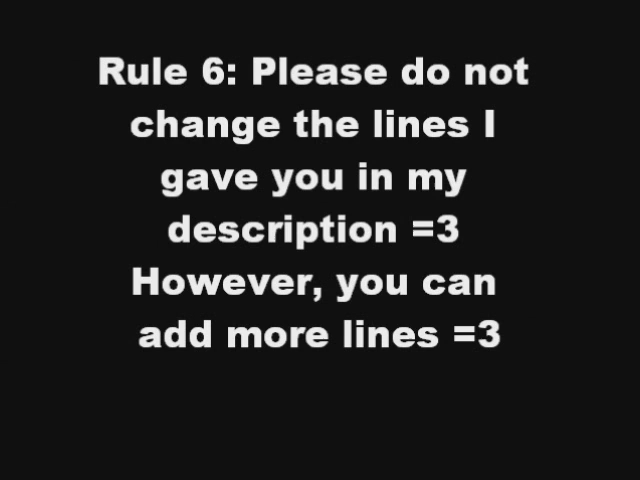 Rule 6: Please do not
change the lines I
gave you in my
description =3
However, you can
add more lines =3